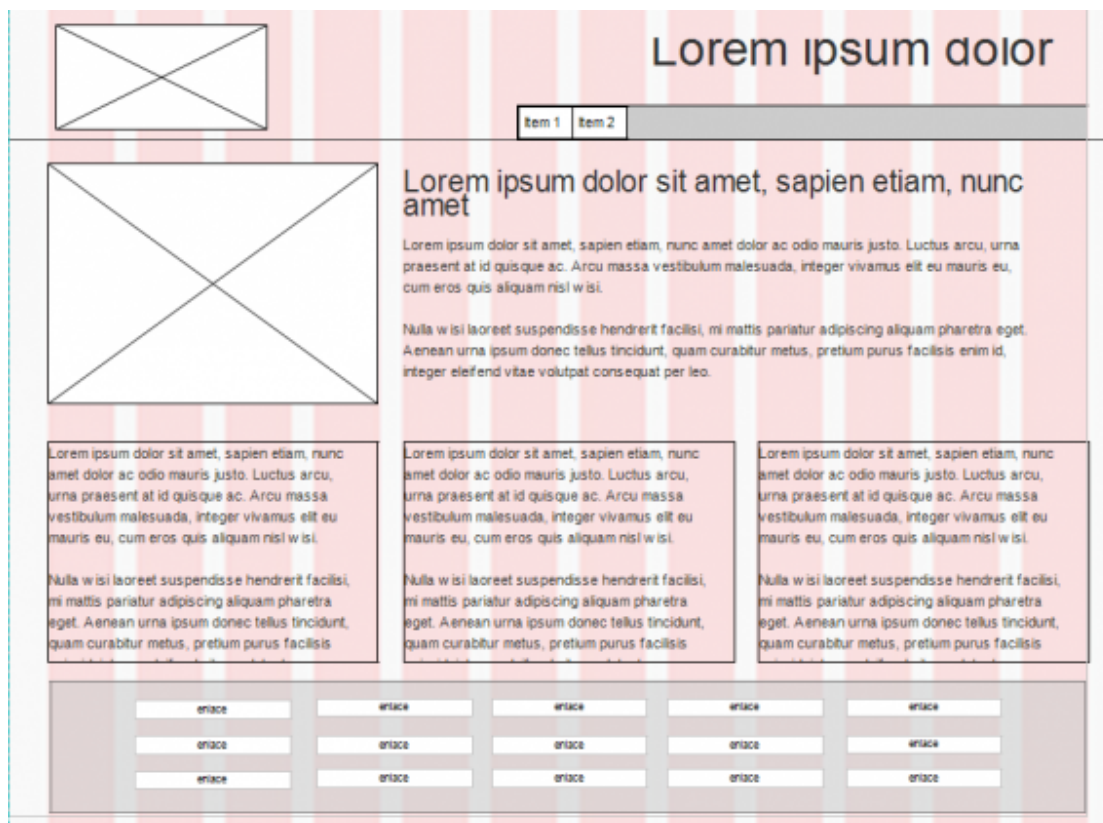 Lorem ipsum dolor
Item 1 Item 2
Lorem ipsum dolor sit amet, sapien etiam, nunc
amet
Lorem ipsum dolor sit amet, sapien etiam, nunc amet dolor ac odio mauris justo. Luctus arcu, urna
praesent at id quisque ac. Arcu massa vestibulum malesuada, integer vivamus elit eu mauris eu,
cum eros quis aliquam nisl wisi.
Nulla wisi laoreet suspendisse hendrerit facilisi, mi mattis pariatur adipiscing aliquam pharetra eget.
Aenean urna ipsum donec tellus tincidunt, quam curabitur metus, pretium purus facilisis enim id,
integer eleifend vitae volutpat consequat per leo.
Lorem ipsum dolor sit amet, sapien etiam, nunc
amet dolor ac odio mauris justo. Luctus arcu,
urna praesent at id quisque ac. Arcu massa
vestibulum malesuada, integer vivamus elit eu
mauris eu, cum eros quis aliquam nisl wisi.
Nulla wisi laoreet suspendisse hendrerit facilisi,
mi mattis pariatur adipiscing aliquam pharetra
eget. Aenean urna ipsum donec tellus tincidunt,
quam curabitur metus, pretium purus facilisis
Lorem ipsum dolor sit amet, sapien etiam, nunc
amet dolor ac odio mauris justo. Luctus arcu,
urna praesent at id quisque ac. Arcu massa
vestibulum malesuada, integer vivamus elit eu
mauris eu, cum eros quis aliquam nisl wisi.
Nulla wisi laoreet suspendisse hendrerit facilisi,
mi mattis pariatur adipiscing aliquam pharetra
eget. Aenean urna ipsum donec tellus tincidunt,
quam curabitur metus, pretium purus facilisis
Lorem ipsum dolor sit amet, sapien etiam, nunc
amet dolor ac odio mauris justo. Luctus arcu,
urna praesent at id quisque ac. Arcu massa
vestibulum malesuada, integer vivamus elit eu
mauris eu, cum eros quis aliquam nisl wisi.
Nulla wisi laoreet suspendisse hendrerit facilisi,
mi mattis pariatur adipiscing aliquam pharetra
eget. Aenean urna ipsum donec tellus tincidunt,
quam curabitur metus, pretium purus facilisis
enlace enlace enlace enlace enlace
enlace enlace enlace enlace enlace
enlace enlace enlace enlace enlace